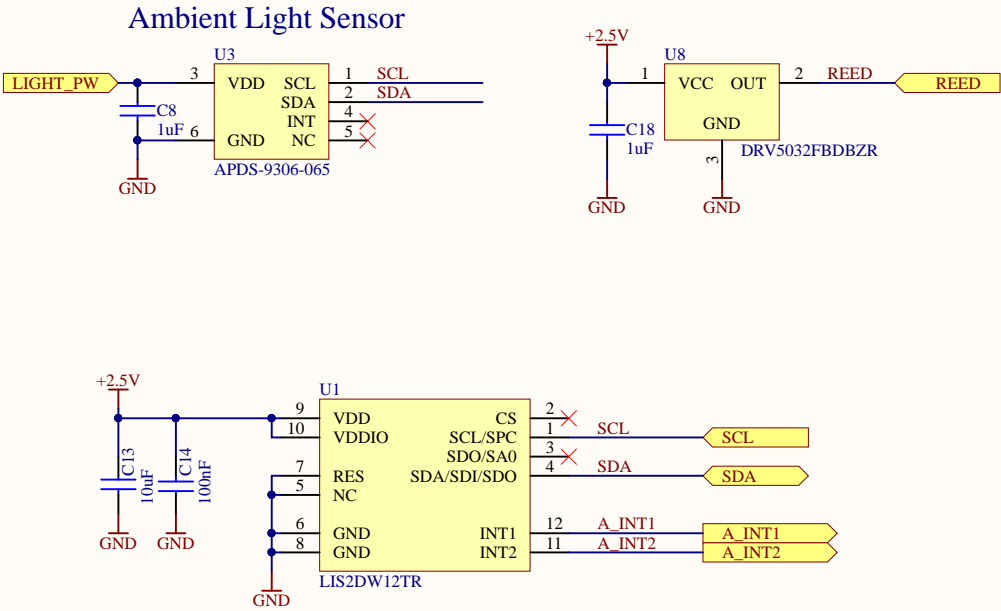 Ambient Light Sensor
U3
LIGHT_PW
3
VDD
SCL
1
SCL
SDA
2
SDA
INT
4
C8
1uF
6
GND
NC
5
APDS-9306-065
GND
+2.5V
U8
1
VCC
OUT
2
REED
REED
GND
C18
1uF
3
DRV5032FBDBZR
GND
GND
+2.5V
U1
9
VDD
CS
2
10
VDDIO
SCL/SPC
1
SCL
SCL
SDO/SA0
3
7
RES
SDA/SDI/SDO
4
SDA
SDA
5
NC
C13
10uF
C14
100nF
6
GND
INT1
12
A_INT1
A_INT1
8
GND
INT2
11
A_INT2
A_INT2
GND
GND
LIS2DW12TR
GND